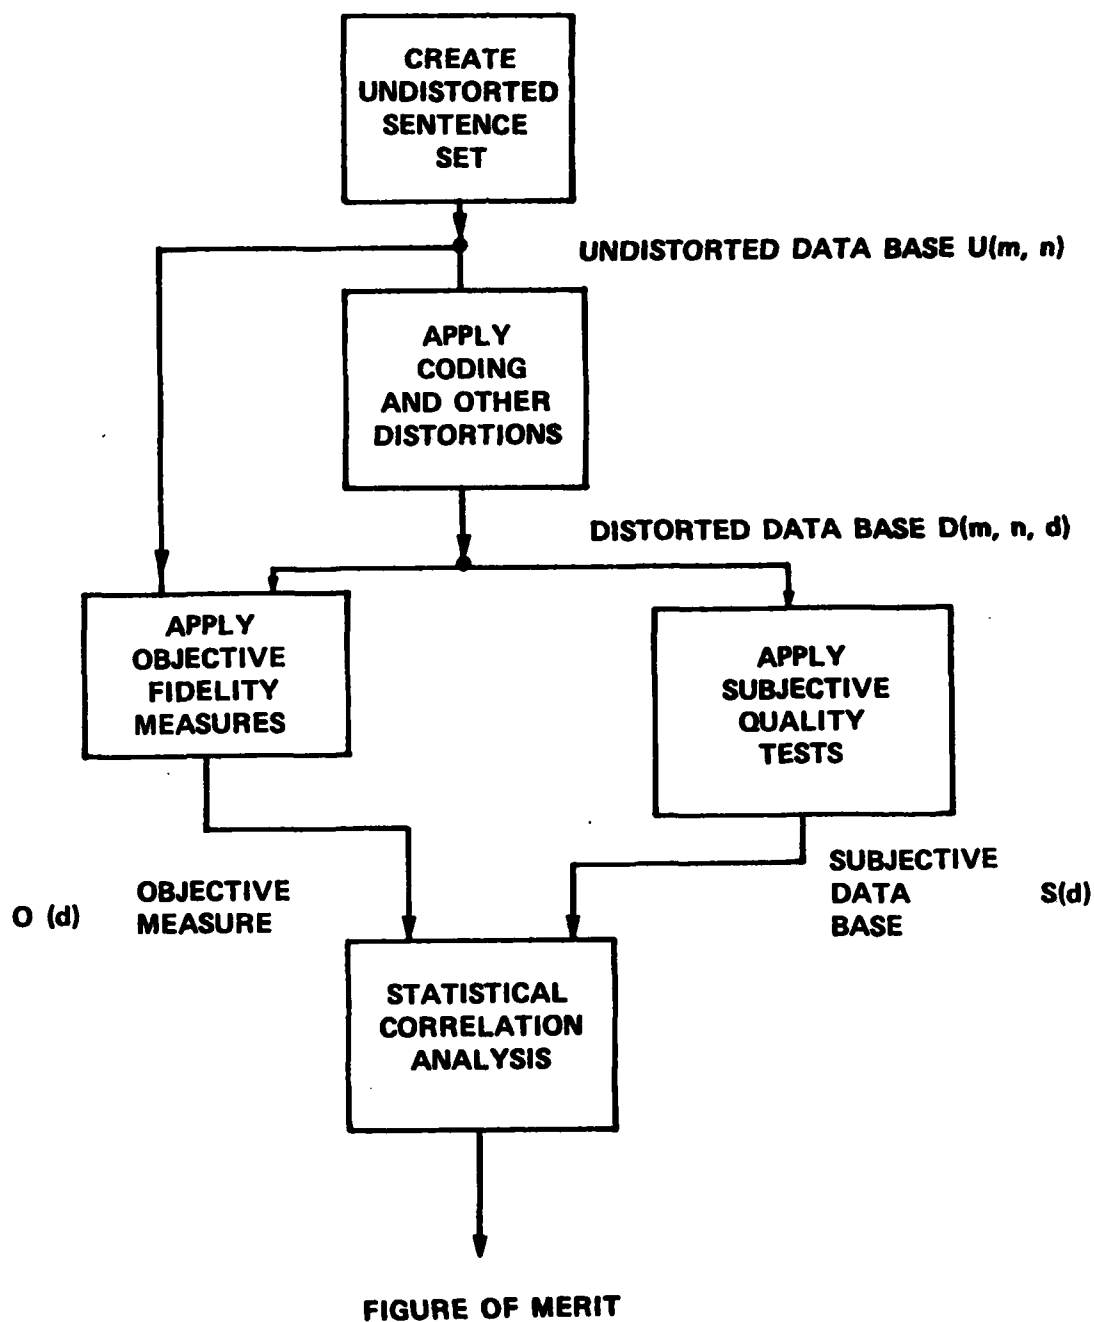 CREATE
UNDISTORTED
SENTENCE
SET
UNDISTORTED DATA BASE U(m, n)
APPLY
CODING
AND OTHER
DISTORTIONS
DISTORTED DATA BASE D(m, n, d)
APPLY
OBJECTIVE
FIDELITY
MEASURES
APPLY
SUBJECTIVE
QUALITY
TESTS
O (d)
OBJECTIVE
MEASURE
SUBJECTIVE
DATA
BASE
S(d)
STATISTICAL
CORRELATION
ANALYSIS
FIGURE OF MERIT